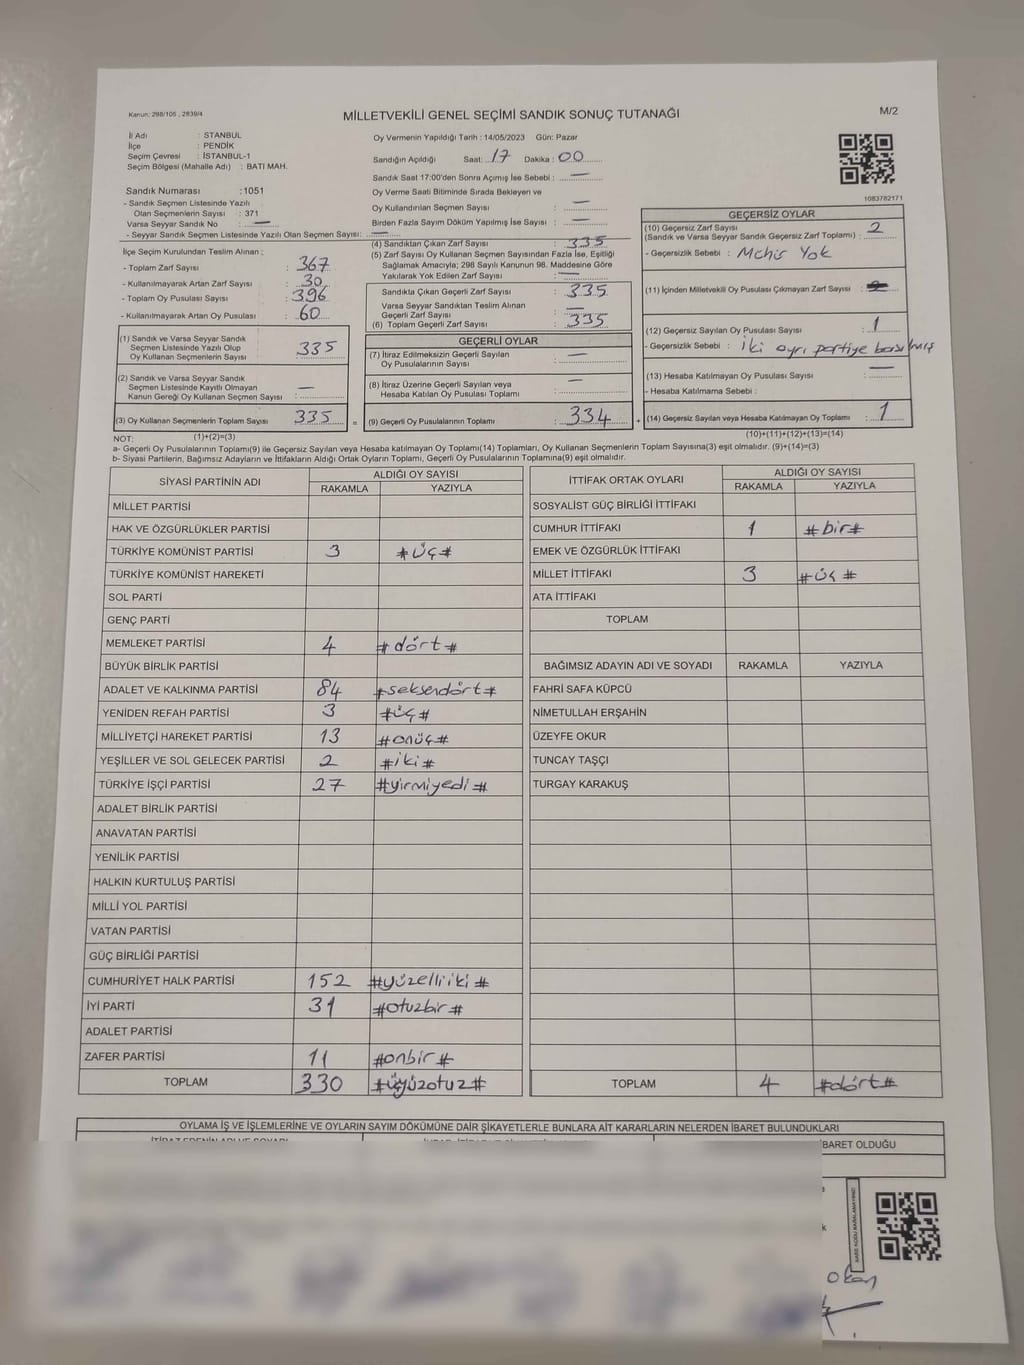 Kanun: 298/105 , 2839/4
MİLLETVEKİLİ GENEL SEÇİMİ SANDIK SONUÇ TUTANAĞI
M/2
İl Adı : STANBUL
İlçe : PENDİK
Seçim Çevresi : İSTANBUL-1
Seçim Bölgesi (Mahalle Adı) : BATI MAH.
Oy Vermenin Yapıldığı Tarih : 14/05/2023 Gün: Pazar
Sandığın Açıldığı Saat: 17 Dakika : 00
Sandık Saat 17:00'den Sonra Açmış İse Sebebi : —
Oy Verme Saati Bitiminde Sırada Bekleyen ve
Oy Kullandırılan Seçmen Sayısı : —
Birden Fazla Sayım Döküm Yapılmış İse Sayısı : —
1083782171
Sandık Numarası :1051
- Sandık Seçmen Listesinde Yazılı
Olan Seçmenlerin Sayısı : 371
Varsa Seyyar Sandık No : —
- Seyyar Sandık Seçmen Listesinde Yazılı Olan Seçmen Sayısı: —
İlçe Seçim Kurulundan Teslim Alınan ;
- Toplam Zarf Sayısı : 367
- Kullanılmayarak Artan Zarf Sayısı : 30
- Toplam Oy Pusulası Sayısı : 396
- Kullanılmayarak Artan Oy Pusulası : 60
(1) Sandık ve Varsa Seyyar Sandık
Seçmen Listesinde Yazılı Olup
Oy Kullanan Seçmenlerin Sayısı : 335
(2) Sandık ve Varsa Seyyar Sandık
Seçmen Listesinde Kayıtlı Olmayan
Kanun Gereği Oy Kullanan Seçmen Sayısı : —
(3) Oy Kullanan Seçmenlerin Toplam Sayısı : 335
(1)+(2)=(3)
(4) Sandıktan Çıkan Zarf Sayısı : 335
(5) Zarf Sayısı Oy Kullanan Seçmen Sayısından Fazla İse, Eşitliği
Sağlamak Amacıyla; 298 Sayılı Kanunun 98. Maddesine Göre
Yakılarak Yok Edilen Zarf Sayısı : —
Sandıkta Çıkan Geçerli Zarf Sayısı : 335
Varsa Seyyar Sandıktan Teslim Alınan
Geçerli Zarf Sayısı : —
(6) Toplam Geçerli Zarf Sayısı : 335
GEÇERLİ OYLAR
(7) İtiraz Edilmeksizin Geçerli Sayılan
Oy Pusulalarının Sayısı : —
(8) İtiraz Üzerine Geçerli Sayılan veya
Hesaba Katılan Oy Pusulası Toplamı : —
= (9) Geçerli Oy Pusulalarının Toplamı : 334 +
GEÇERSİZ OYLAR
(10) Geçersiz Zarf Sayısı
(Sandık ve Varsa Seyyar Sandık Geçersiz Zarf Toplamı) : 2
- Geçersizlik Sebebi : Mühür Yok
(11) İçinden Milletvekili Oy Pusulası Çıkmayan Zarf Sayısı :
(12) Geçersiz Sayılan Oy Pusulası Sayısı : 1
- Geçersizlik Sebebi : iki ayrı partiye basılmış
(13) Hesaba Katılmayan Oy Pusulası Sayısı : —
- Hesaba Katılmama Sebebi :
(14) Geçersiz Sayılan veya Hesaba Katılmayan Oy Toplamı : 1
(10)+(11)+(12)+(13)=(14)
NOT:
a- Geçerli Oy Pusulalarının Toplamı(9) ile Geçersiz Sayılan veya Hesaba katılmayan Oy Toplamı(14) Toplamları, Oy Kullanan Seçmenlerin Toplam Sayısına(3) eşit olmalıdır. (9)+(14)=(3)
b- Siyasi Partilerin, Bağımsız Adayların ve İttifakların Aldığı Ortak Oyların Toplamı, Geçerli Oy Pusulalarının Toplamına(9) eşit olmalıdır.
SİYASİ PARTİNİN ADI ALDIĞI OY SAYISI
RAKAMLA YAZIYLA
MİLLET PARTİSİ
HAK VE ÖZGÜRLÜKLER PARTİSİ
TÜRKİYE KOMÜNİST PARTİSİ 3 #üç#
TÜRKİYE KOMÜNİST HAREKETİ
SOL PARTİ
GENÇ PARTİ
MEMLEKET PARTİSİ 4 #dört#
BÜYÜK BİRLİK PARTİSİ
ADALET VE KALKINMA PARTİSİ 84 #seksendört#
YENİDEN REFAH PARTİSİ 3 #üç#
MİLLİYETÇİ HAREKET PARTİSİ 13 #onüç#
YEŞİLLER VE SOL GELECEK PARTİSİ 2 #iki#
TÜRKİYE İŞÇİ PARTİSİ 27 #yirmiyedi#
ADALET BİRLİK PARTİSİ
ANAVATAN PARTİSİ
YENİLİK PARTİSİ
HALKIN KURTULUŞ PARTİSİ
MİLLİ YOL PARTİSİ
VATAN PARTİSİ
GÜÇ BİRLİĞİ PARTİSİ
CUMHURİYET HALK PARTİSİ 152 #yüzelliiki#
İYİ PARTİ 31 #otuzbir#
ADALET PARTİSİ
ZAFER PARTİSİ 11 #onbir#
TOPLAM 330 #üçyüzotuz#
İTTİFAK ORTAK OYLARI ALDIĞI OY SAYISI
RAKAMLA YAZIYLA
SOSYALİST GÜÇ BİRLİĞİ İTTİFAKI
CUMHUR İTTİFAKI 1 #bir#
EMEK VE ÖZGÜRLÜK İTTİFAKI
MİLLET İTTİFAKI 3 #üç#
ATA İTTİFAKI
TOPLAM
BAĞIMSIZ ADAYIN ADI VE SOYADI RAKAMLA YAZIYLA
FAHRİ SAFA KÜPCÜ
NİMETULLAH ERŞAHİN
ÜZEYFE OKUR
TUNCAY TAŞÇI
TURGAY KARAKUŞ
TOPLAM 4 #dört#
OYLAMA İŞ VE İŞLEMLERİNE VE OYLARIN SAYIM DÖKÜMÜNE DAİR ŞİKAYETLERLE BUNLARA AİT KARARLARIN NELERDEN İBARET BULUNDUKLARI
İBARET OLDUĞU
okan